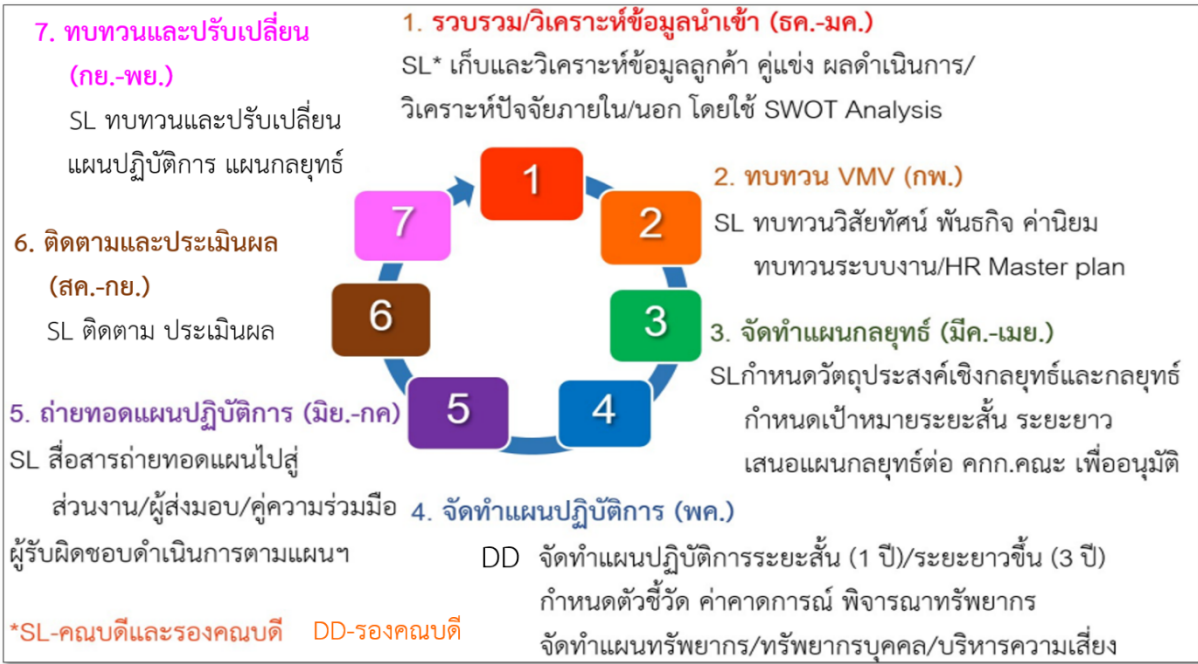 1. รวบรวม/วิเคราะห์ข้อมูลนำเข้า (ธค.-มค.)
SL* เก็บและวิเคราะห์ข้อมูลลูกค้า คู่แข่ง ผลดำเนินการ/
วิเคราะห์ปัจจัยภายใน/นอก โดยใช้ SWOT Analysis
2. ทบทวน VMV (กพ.)
SL ทบทวนวิสัยทัศน์ พันธกิจ ค่านิยม
ทบทวนระบบงาน/HR Master plan
3. จัดทำแผนกลยุทธ์ (มีค.-เมย.)
SLกำหนดวัตถุประสงค์เชิงกลยุทธ์และกลยุทธ์
กำหนดเป้าหมายระยะสั้น ระยะยาว
เสนอแผนกลยุทธ์ต่อ คกก.คณะ เพื่ออนุมัติ
4. จัดทำแผนปฏิบัติการ (พค.)
DD จัดทำแผนปฏิบัติการระยะสั้น (1 ปี)/ระยะยาวขึ้น (3 ปี)
กำหนดตัวชี้วัด ค่าคาดการณ์ พิจารณาทรัพยากร
จัดทำแผนทรัพยากร/ทรัพยากรบุคคล/บริหารความเสี่ยง
5. ถ่ายทอดแผนปฏิบัติการ (มิย.-กค)
SL สื่อสารถ่ายทอดแผนไปสู่
ส่วนงาน/ผู้ส่งมอบ/คู่ความร่วมมือ
ผู้รับผิดชอบดำเนินการตามแผนฯ
6. ติดตามและประเมินผล
(สค.-กย.)
SL ติดตาม ประเมินผล
7. ทบทวนและปรับเปลี่ยน
(กย.-พย.)
SL ทบทวนและปรับเปลี่ยน
แผนปฏิบัติการ แผนกลยุทธ์
1
2
3
4
5
6
7
*SL-คณบดีและรองคณบดี DD-รองคณบดี